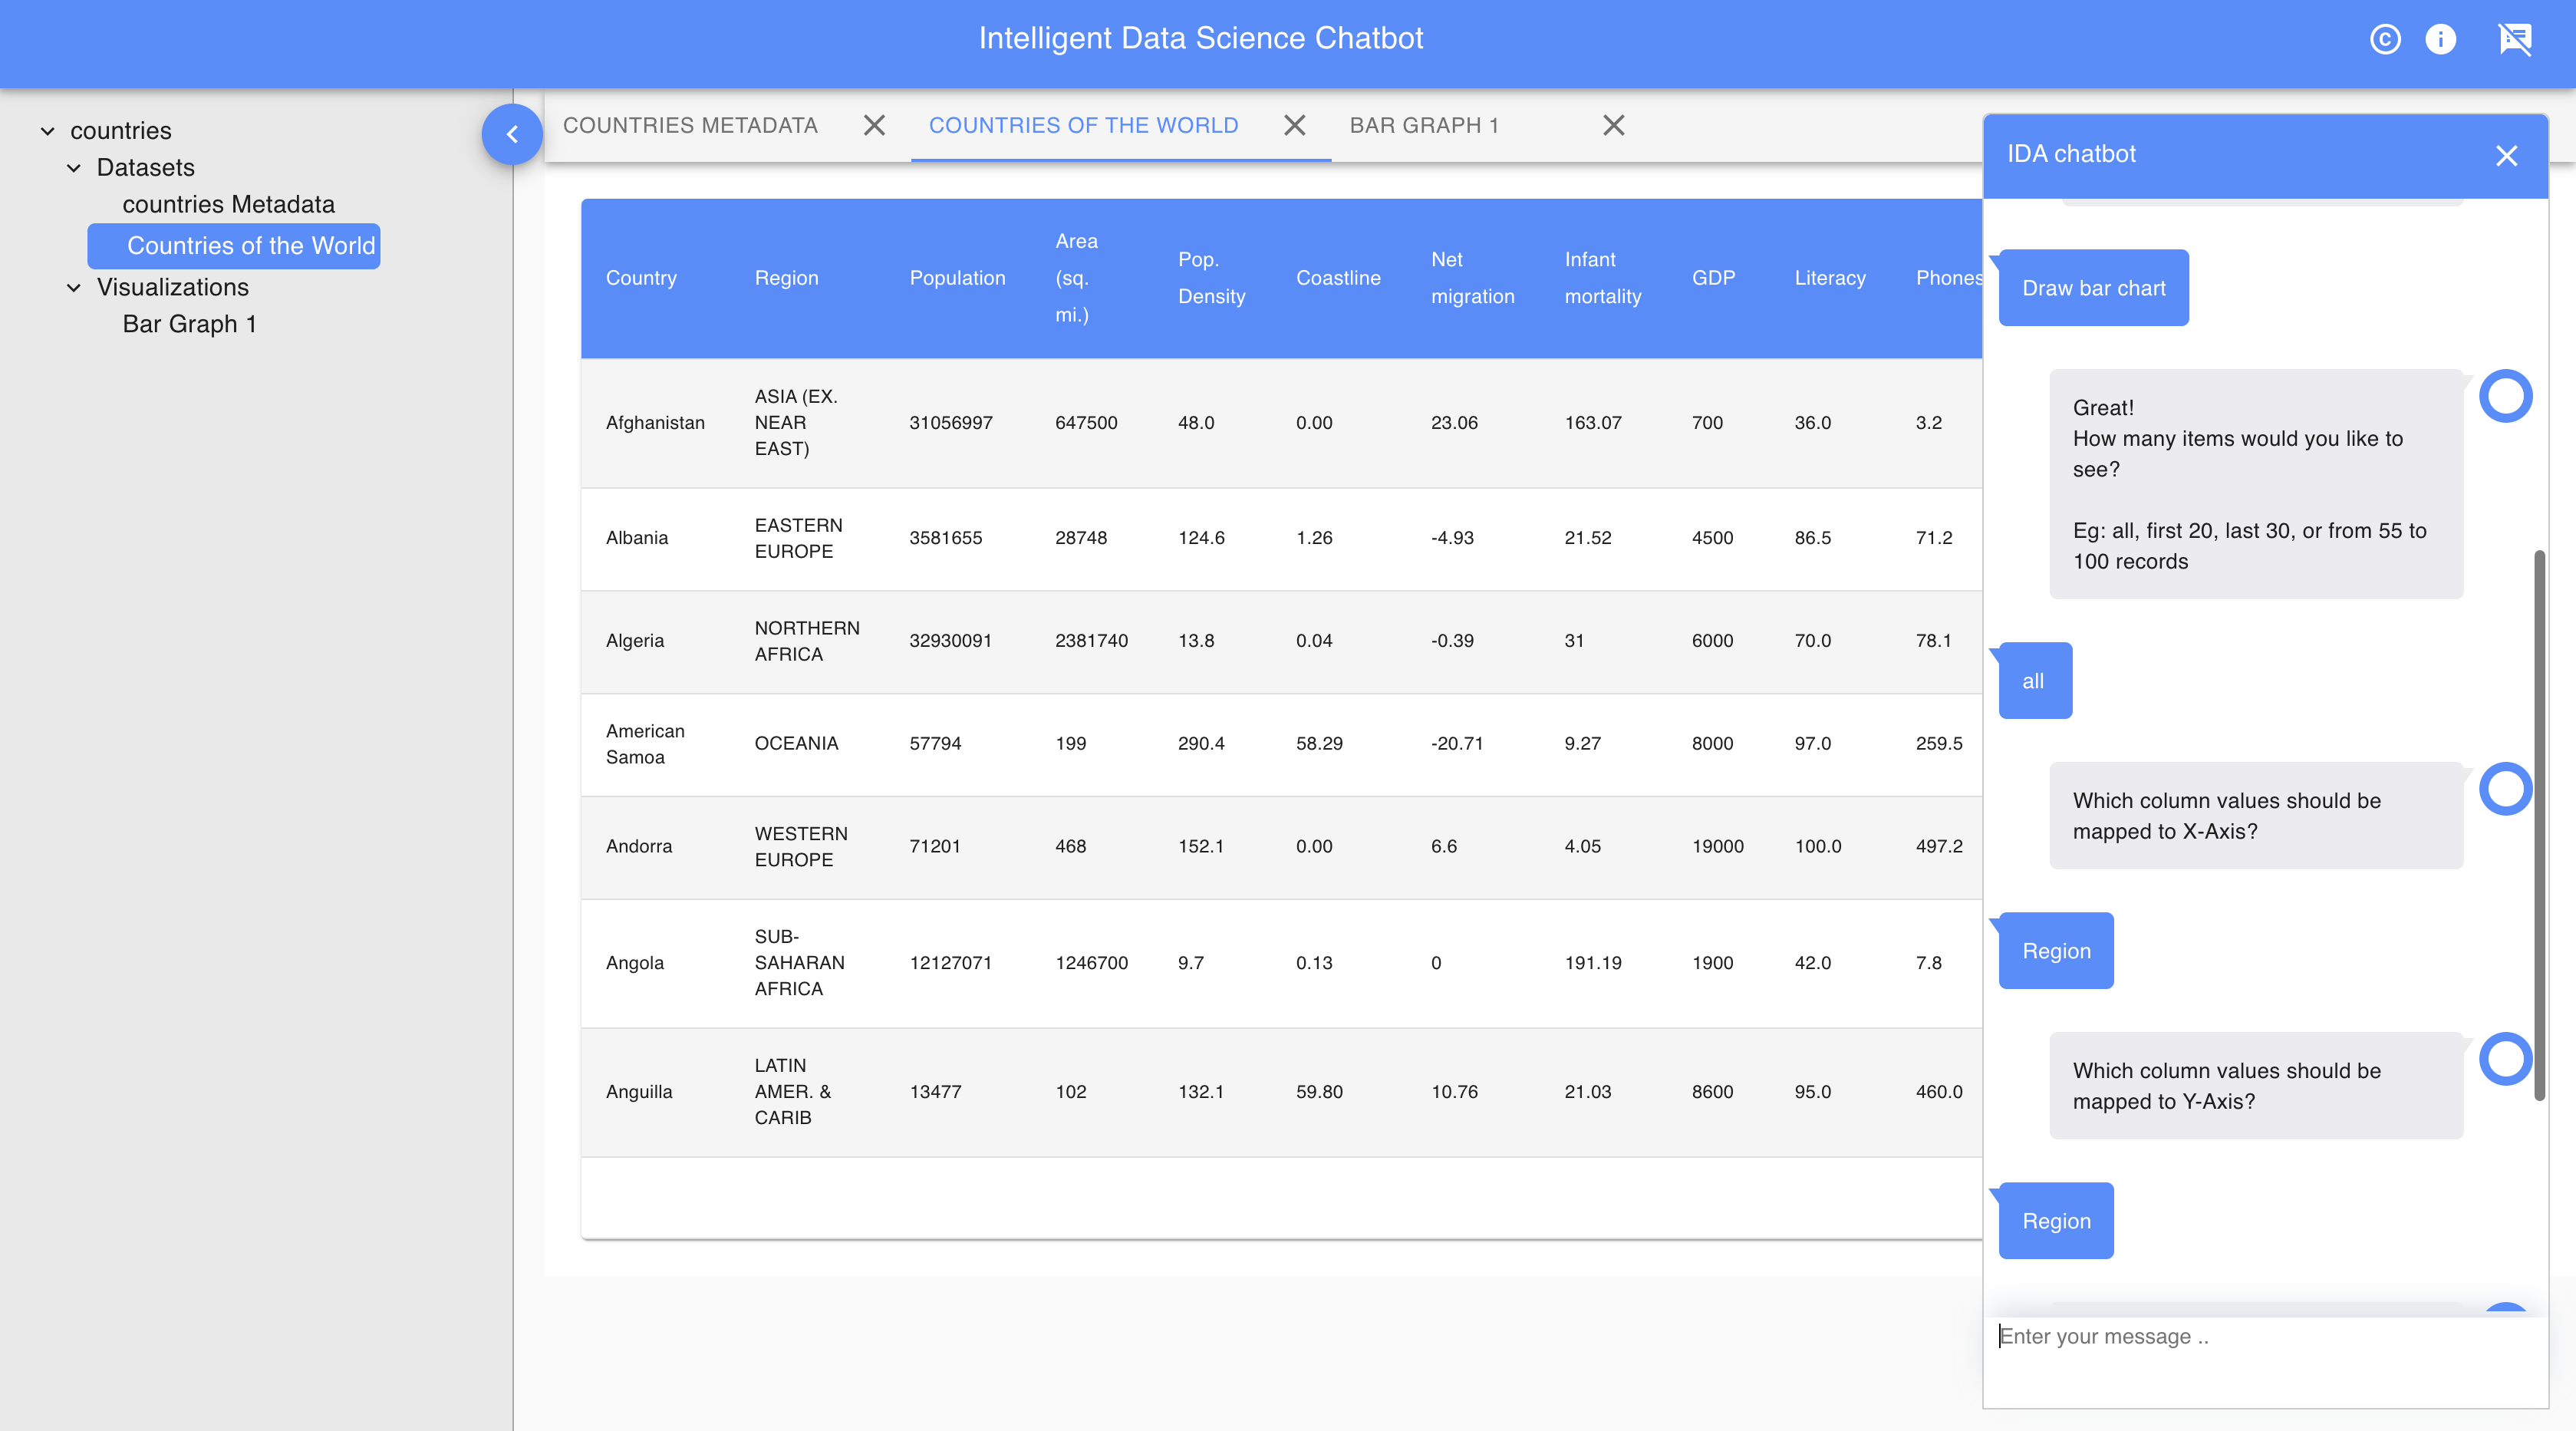 Intelligent Data Science Chatbot
countries
Datasets
countries Metadata
Countries of the World
Visualizations
Bar Graph 1
COUNTRIES METADATA
COUNTRIES OF THE WORLD
BAR GRAPH 1
Country Region Population Area (sq. mi.) Pop. Density Coastline Net migration Infant mortality GDP Literacy Phones
Afghanistan ASIA (EX. NEAR EAST) 31056997 647500 48.0 0.00 23.06 163.07 700 36.0 3.2
Albania EASTERN EUROPE 3581655 28748 124.6 1.26 -4.93 21.52 4500 86.5 71.2
Algeria NORTHERN AFRICA 32930091 2381740 13.8 0.04 -0.39 31 6000 70.0 78.1
American Samoa OCEANIA 57794 199 290.4 58.29 -20.71 9.27 8000 97.0 259.5
Andorra WESTERN EUROPE 71201 468 152.1 0.00 6.6 4.05 19000 100.0 497.2
Angola SUB-SAHARAN AFRICA 12127071 1246700 9.7 0.13 0 191.19 1900 42.0 7.8
Anguilla LATIN AMER. & CARIB 13477 102 132.1 59.80 10.76 21.03 8600 95.0 460.0
IDA chatbot
Draw bar chart
Great!
How many items would you like to
see?
Eg: all, first 20, last 30, or from 55 to
100 records
all
Which column values should be
mapped to X-Axis?
Region
Which column values should be
mapped to Y-Axis?
Region
Enter your message ..